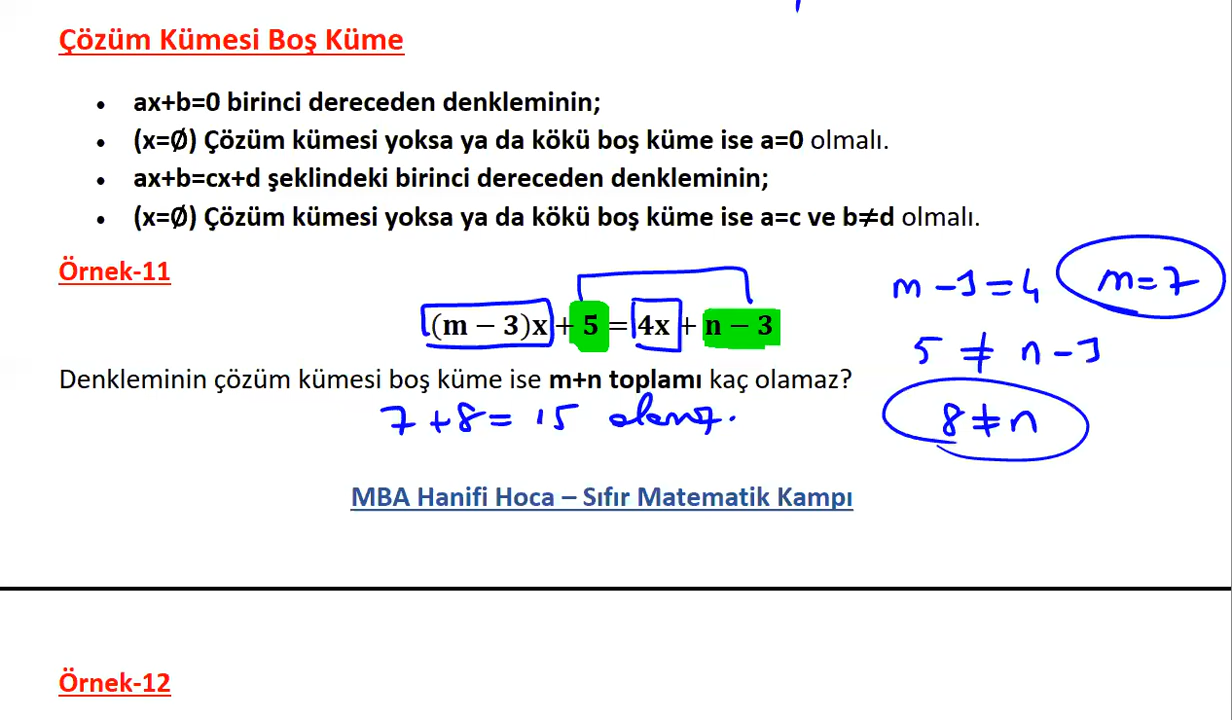 Çözüm Kümesi Boş Küme
• ax+b=0 birinci dereceden denkleminin;
• (x=∅) Çözüm kümesi yoksa ya da kökü boş küme ise a=0 olmalı.
• ax+b=cx+d şeklindeki birinci dereceden denkleminin;
• (x=∅) Çözüm kümesi yoksa ya da kökü boş küme ise a=c ve b≠d olmalı.
Örnek-11
(m − 3)x + 5 = 4x + n − 3
m − 3 = 4 m = 7
5 ≠ n − 3
Denkleminin çözüm kümesi boş küme ise m+n toplamı kaç olamaz?
7 + 8 = 15 olamaz.
8 ≠ n
MBA Hanifi Hoca – Sıfır Matematik Kampı
Örnek-12